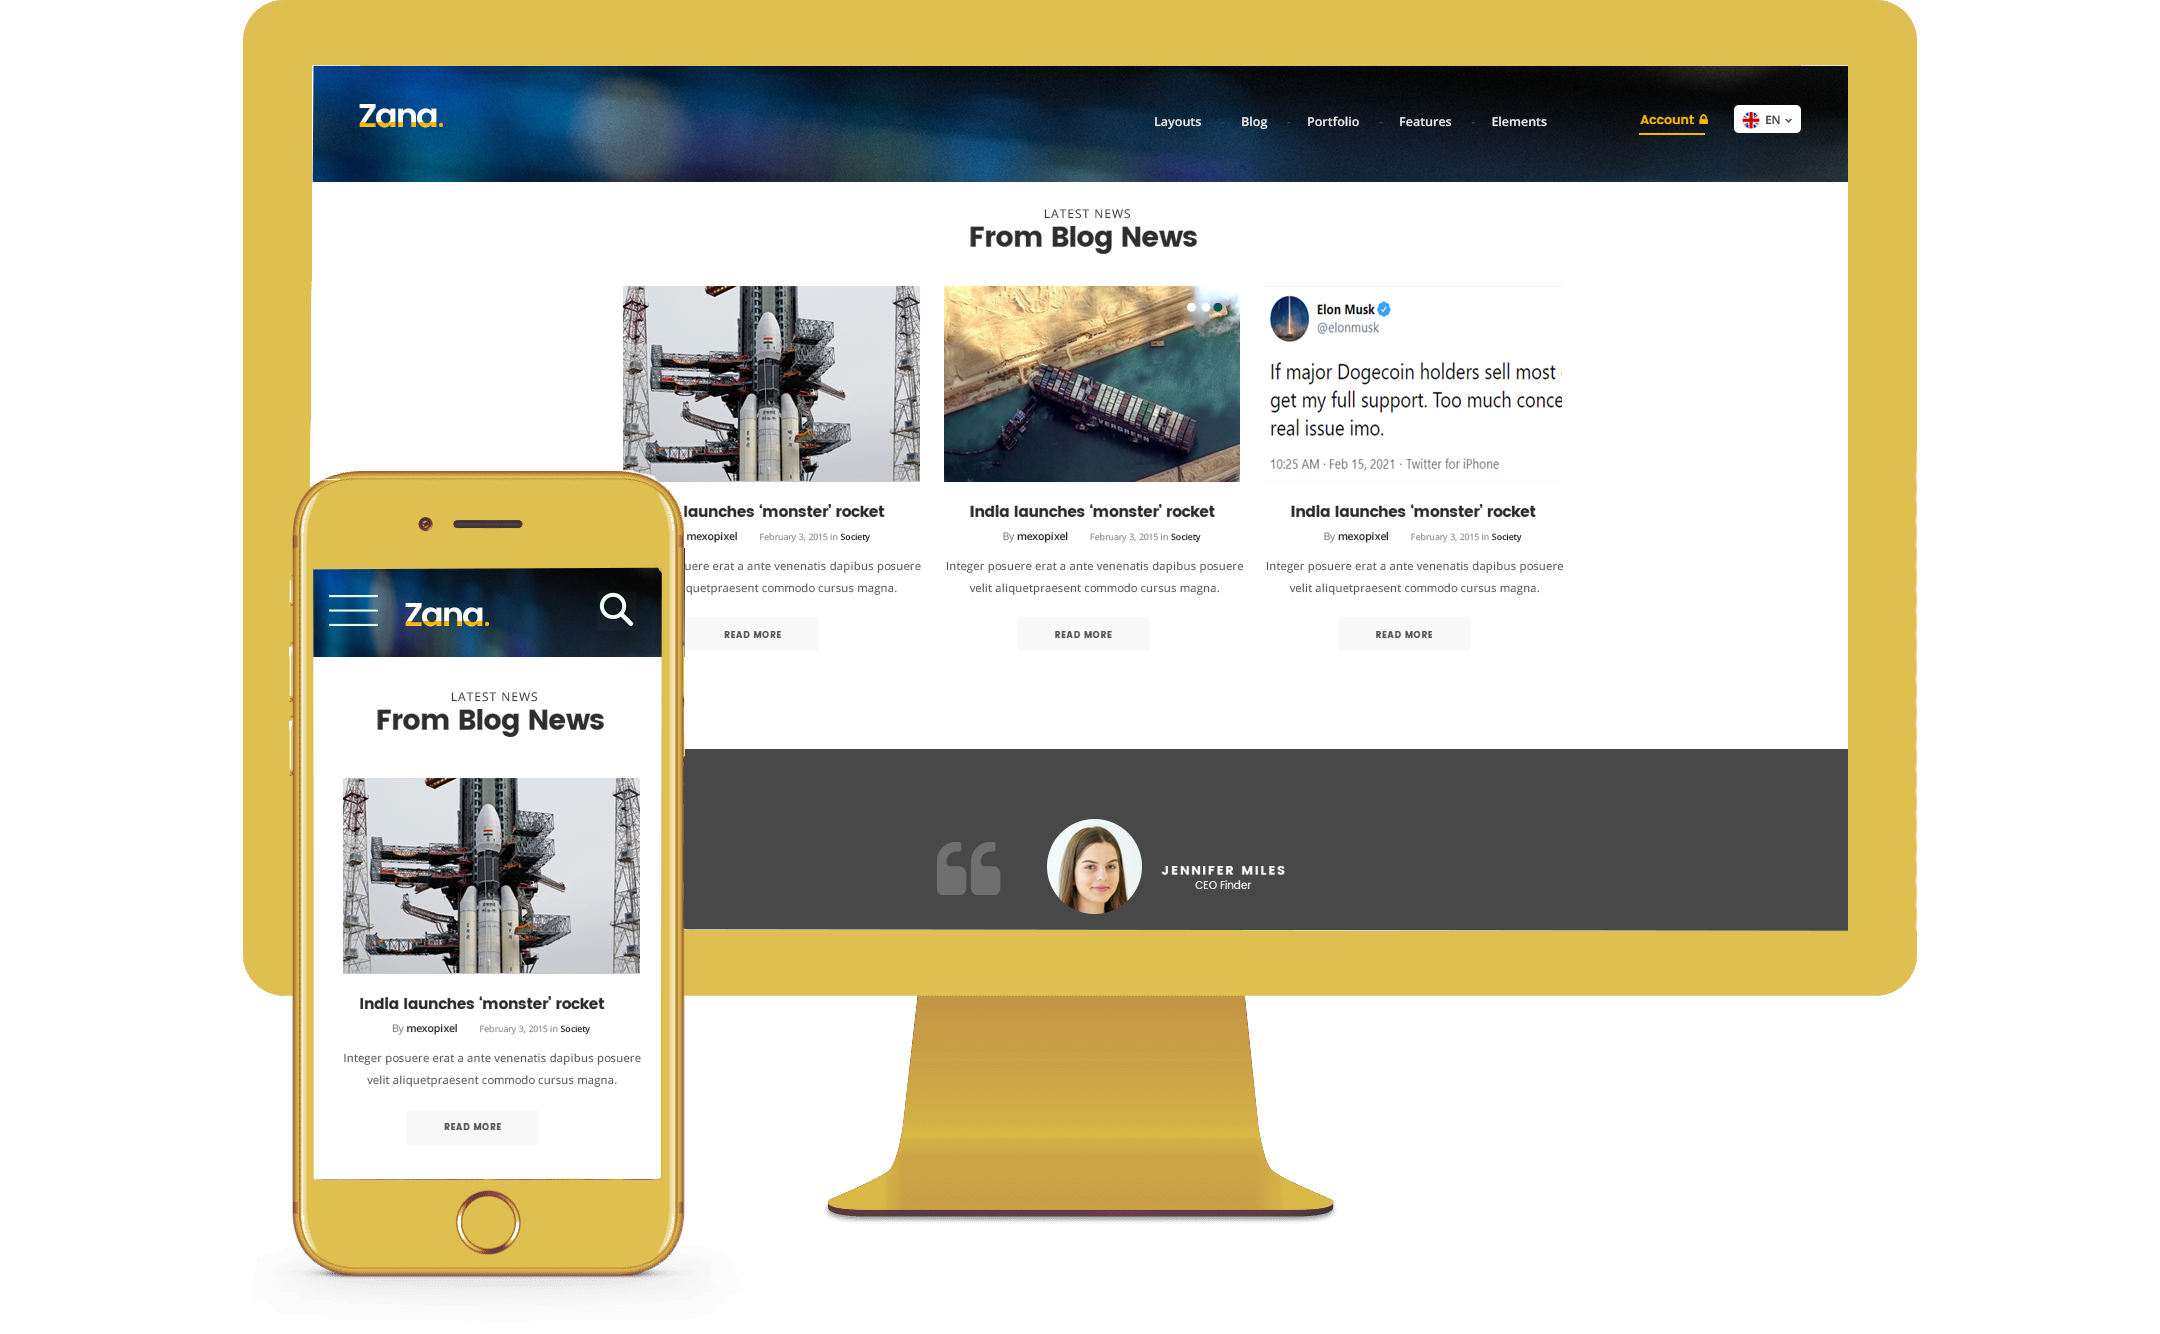 Zana.
Layouts - Blog - Portfolio - Features - Elements
Account
EN
LATEST NEWS
From Blog News
launches ‘monster’ rocket
mexopixel February 3, 2015 in Society
uere erat a ante venenatis dapibus posuere
quetpraesent commodo cursus magna.
READ MORE
EVERGREEN
India launches ‘monster’ rocket
By mexopixel February 3, 2015 in Society
Integer posuere erat a ante venenatis dapibus posuere
velit aliquetpraesent commodo cursus magna.
READ MORE
Elon Musk
@elonmusk
If major Dogecoin holders sell most
get my full support. Too much conce
real issue imo.
10:25 AM · Feb 15, 2021 · Twitter for iPhone
India launches ‘monster’ rocket
By mexopixel February 3, 2015 in Society
Integer posuere erat a ante venenatis dapibus posuere
velit aliquetpraesent commodo cursus magna.
READ MORE
JENNIFER MILES
CEO Finder
Zana.
LATEST NEWS
From Blog News
India launches ‘monster’ rocket
By mexopixel February 3, 2015 in Society
Integer posuere erat a ante venenatis dapibus posuere
velit aliquetpraesent commodo cursus magna.
READ MORE